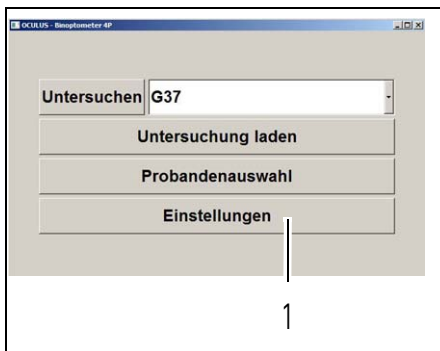 OCULUS - Binoptometer 4P
Untersuchen G37
Untersuchung laden
Probandenauswahl
Einstellungen
1